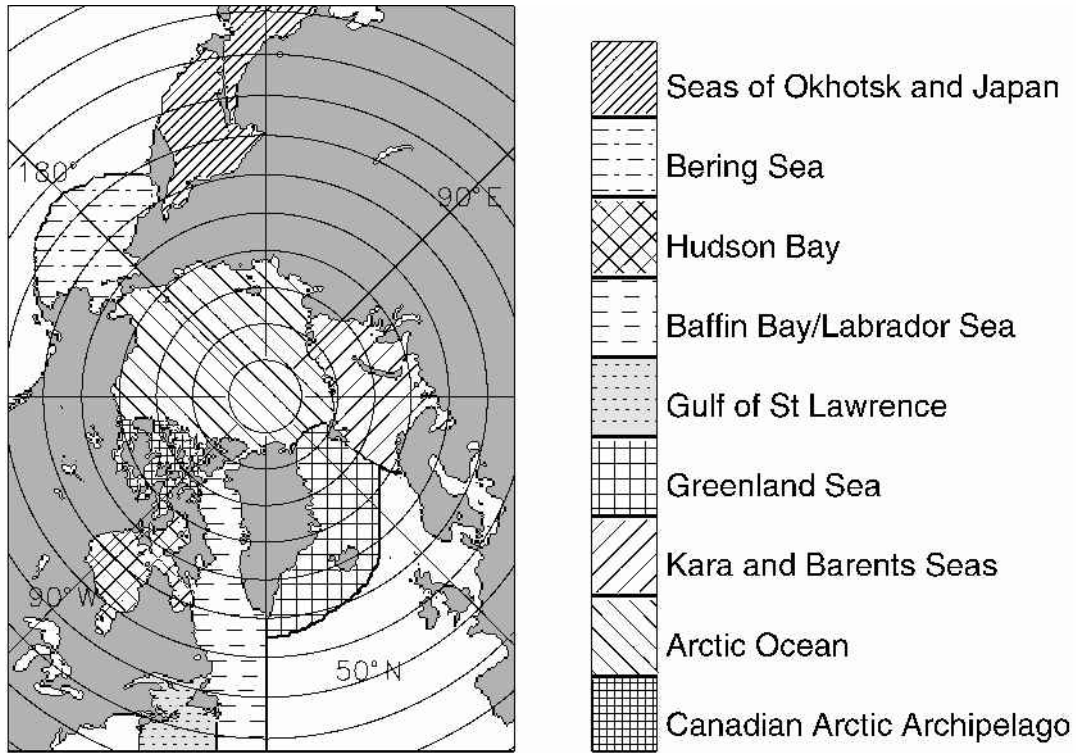 180°
90°E
90°W
50°N
Seas of Okhotsk and Japan
Bering Sea
Hudson Bay
Baffin Bay/Labrador Sea
Gulf of St Lawrence
Greenland Sea
Kara and Barents Seas
Arctic Ocean
Canadian Arctic Archipelago